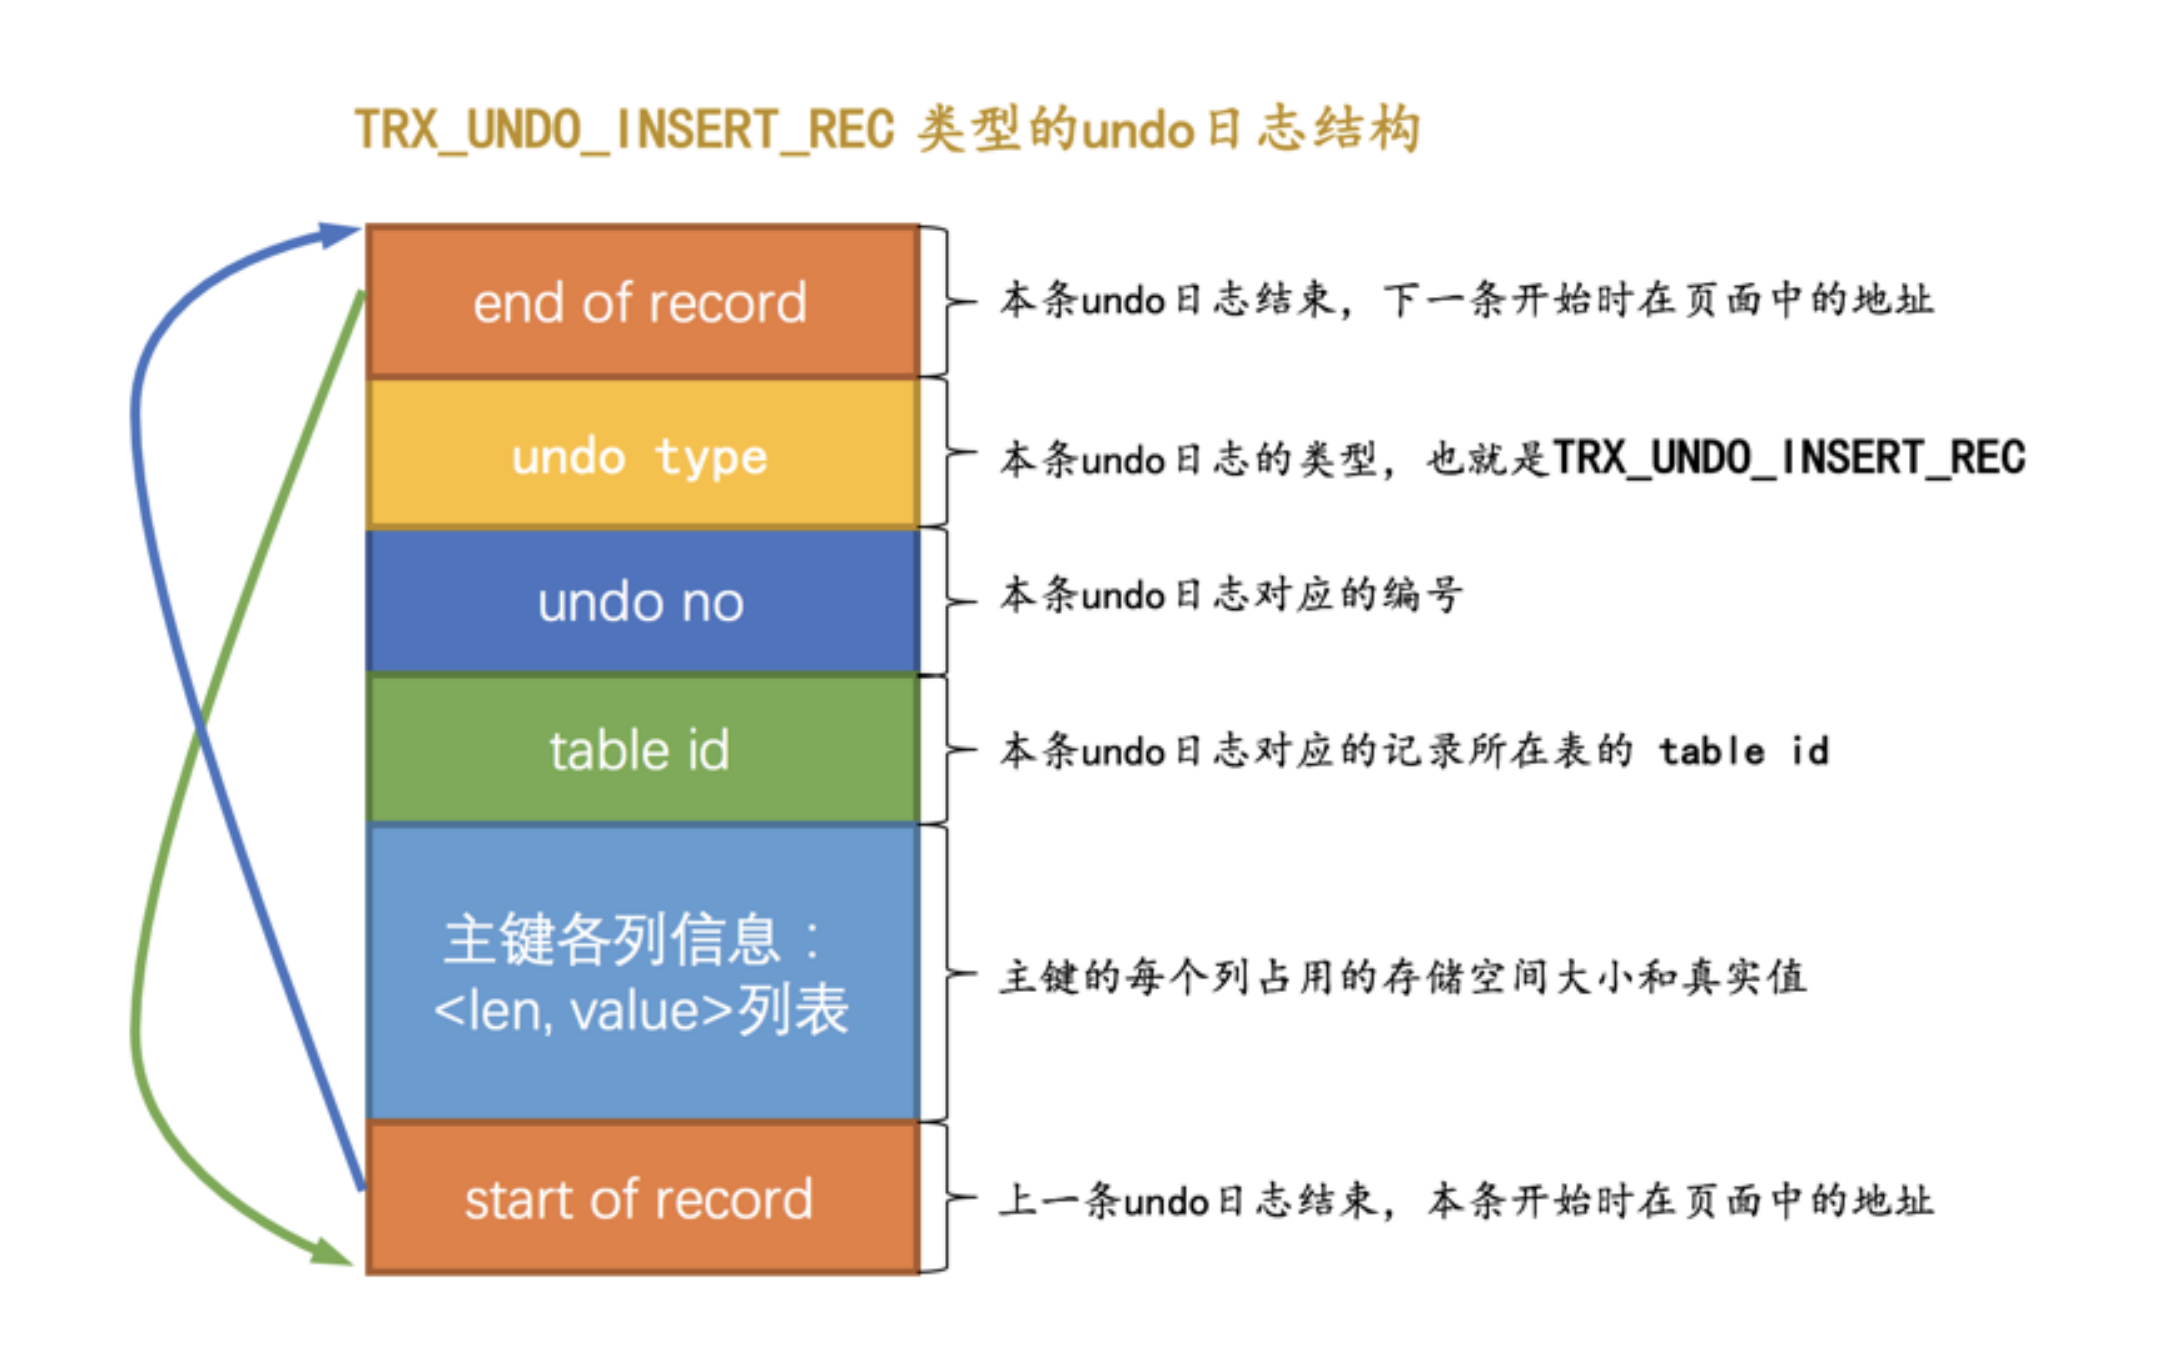 TRX_UNDO_INSERT_REC 类型的undo日志结构
end of record
本条undo日志结束，下一条开始时在页面中的地址
undo type
本条undo日志的类型，也就是TRX_UNDO_INSERT_REC
undo no
本条undo日志对应的编号
table id
本条undo日志对应的记录所在表的 table id
主键各列信息：
<len, value>列表
主键的每个列占用的存储空间大小和真实值
start of record
上一条undo日志结束，本条开始时在页面中的地址